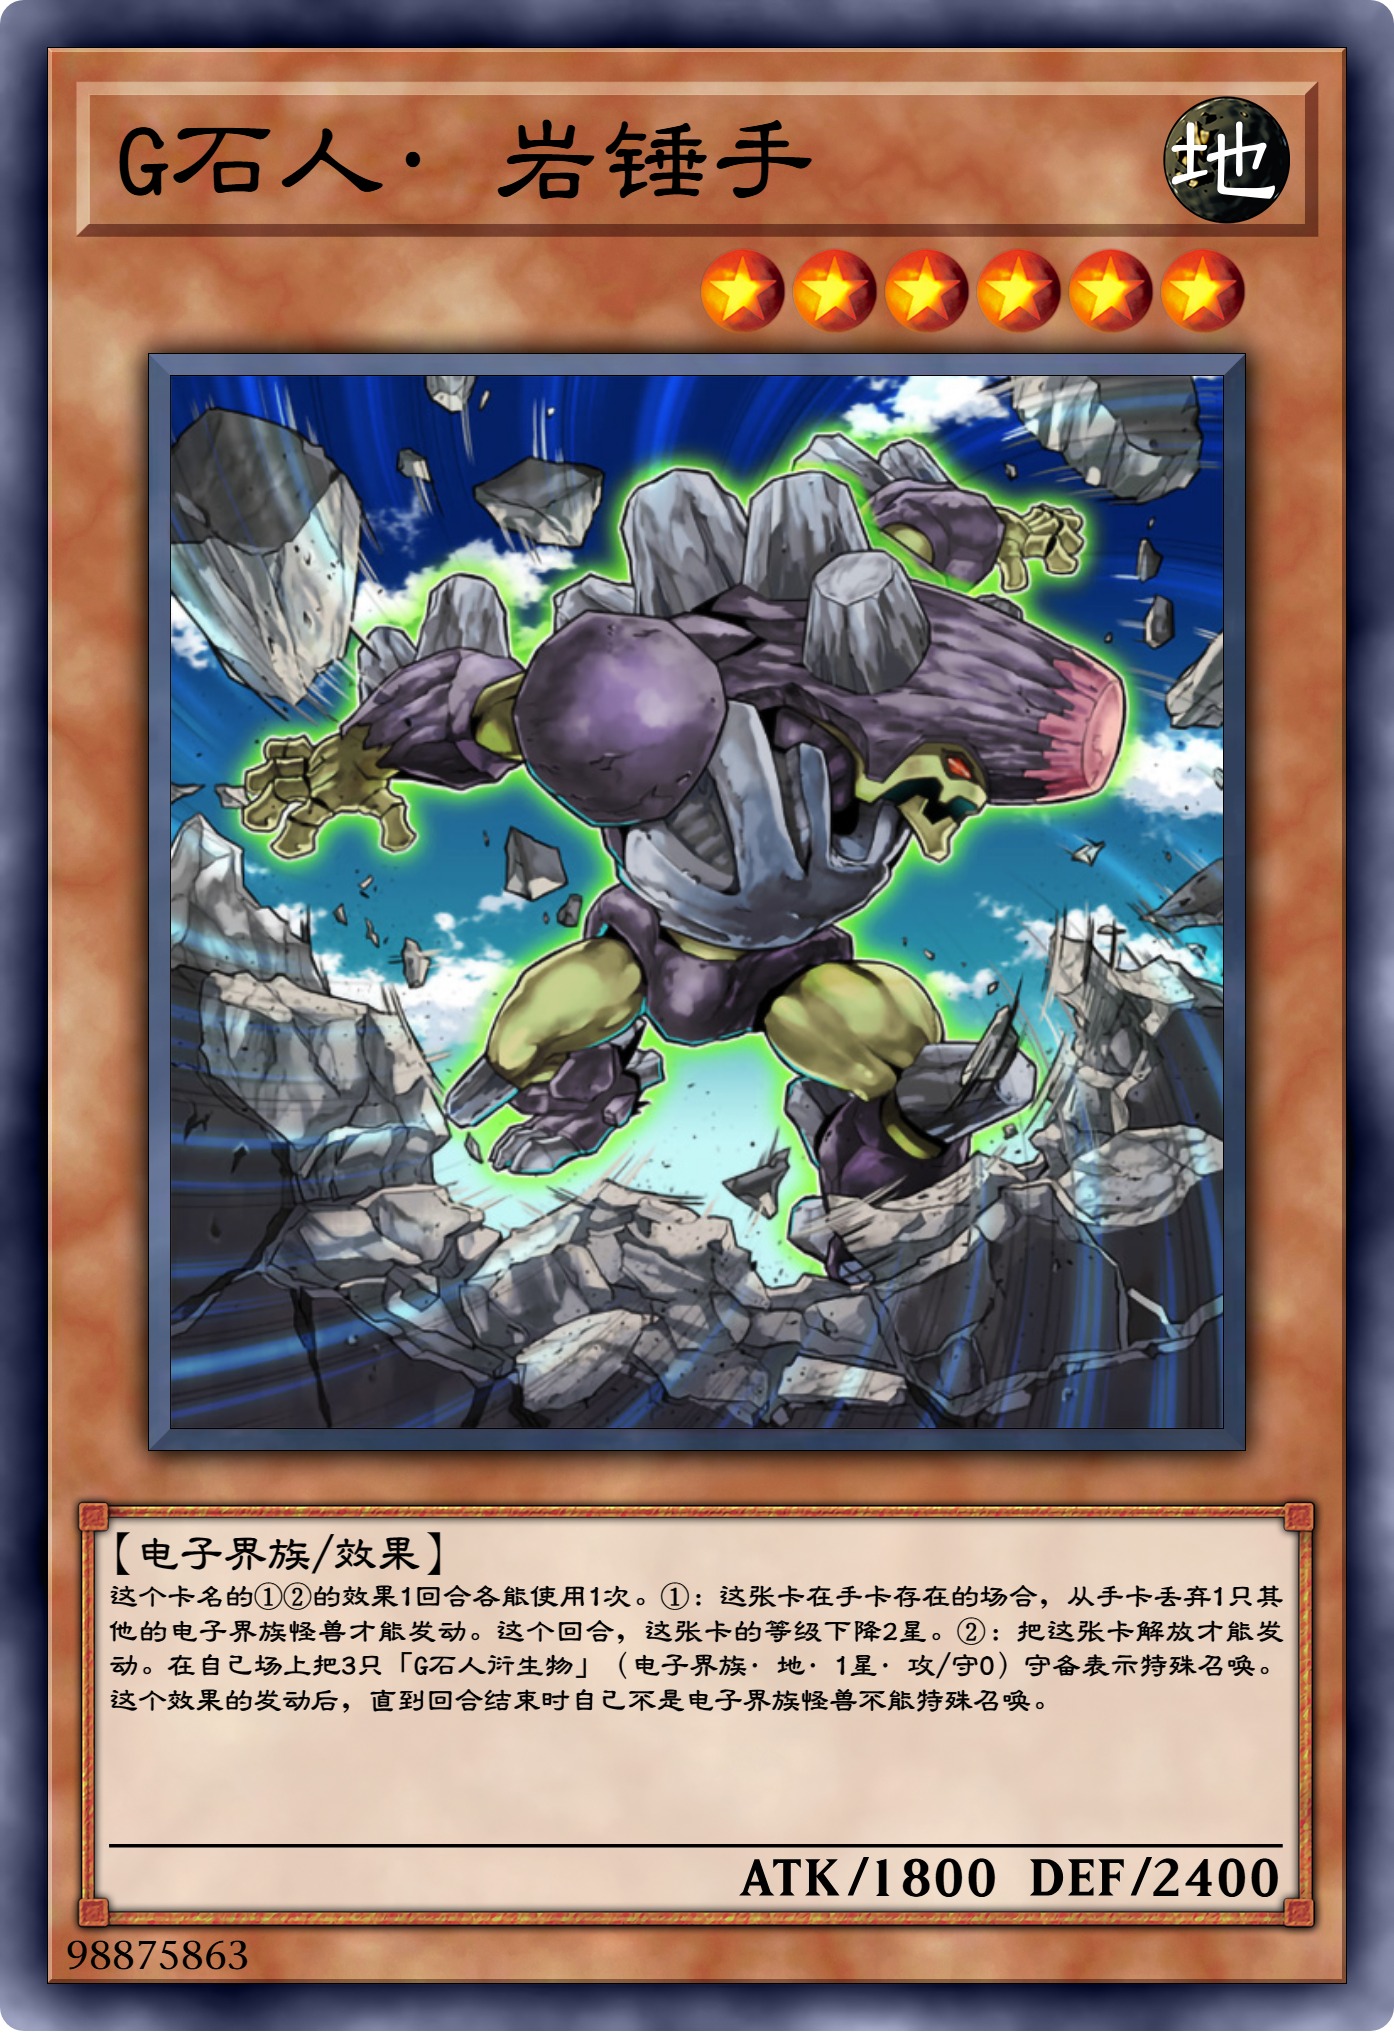 G石人·岩锤手
地
【电子界族/效果】
这个卡名的①②的效果1回合各能使用1次。①：这张卡在手卡存在的场合，从手卡丢弃1只其
他的电子界族怪兽才能发动。这个回合，这张卡的等级下降2星。②：把这张卡解放才能发
动。在自己场上把3只「G石人衍生物」（电子界族·地·1星·攻/守0）守备表示特殊召唤。
这个效果的发动后，直到回合结束时自己不是电子界族怪兽不能特殊召唤。
ATK/1800 DEF/2400
98875863